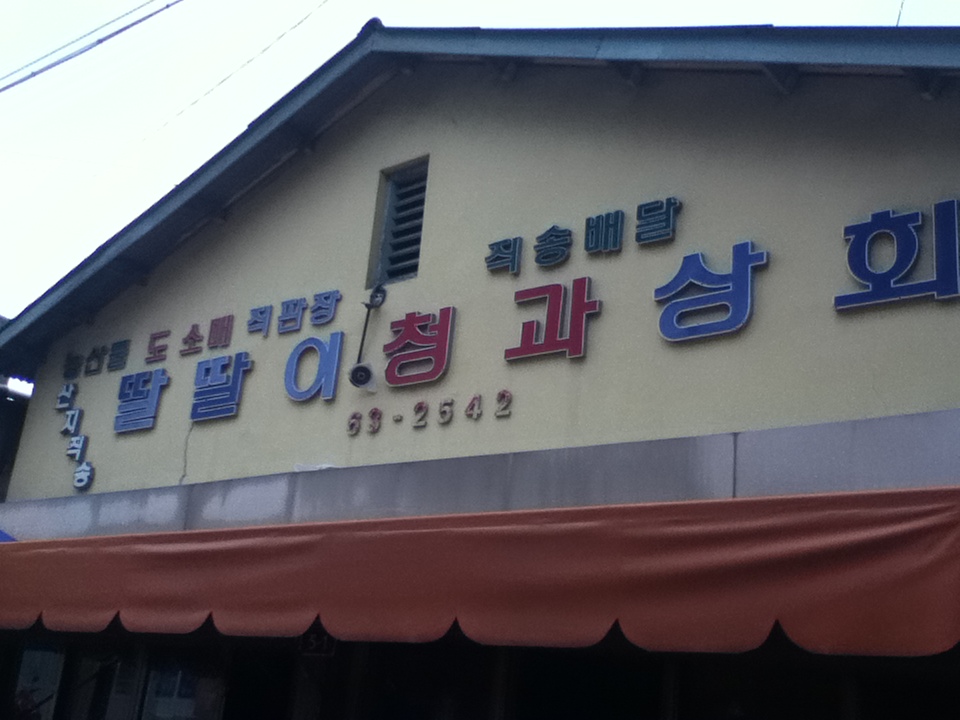 직송배달
농산물 도소매 직판장
딸딸이 청과상회
산지직송
63-2542